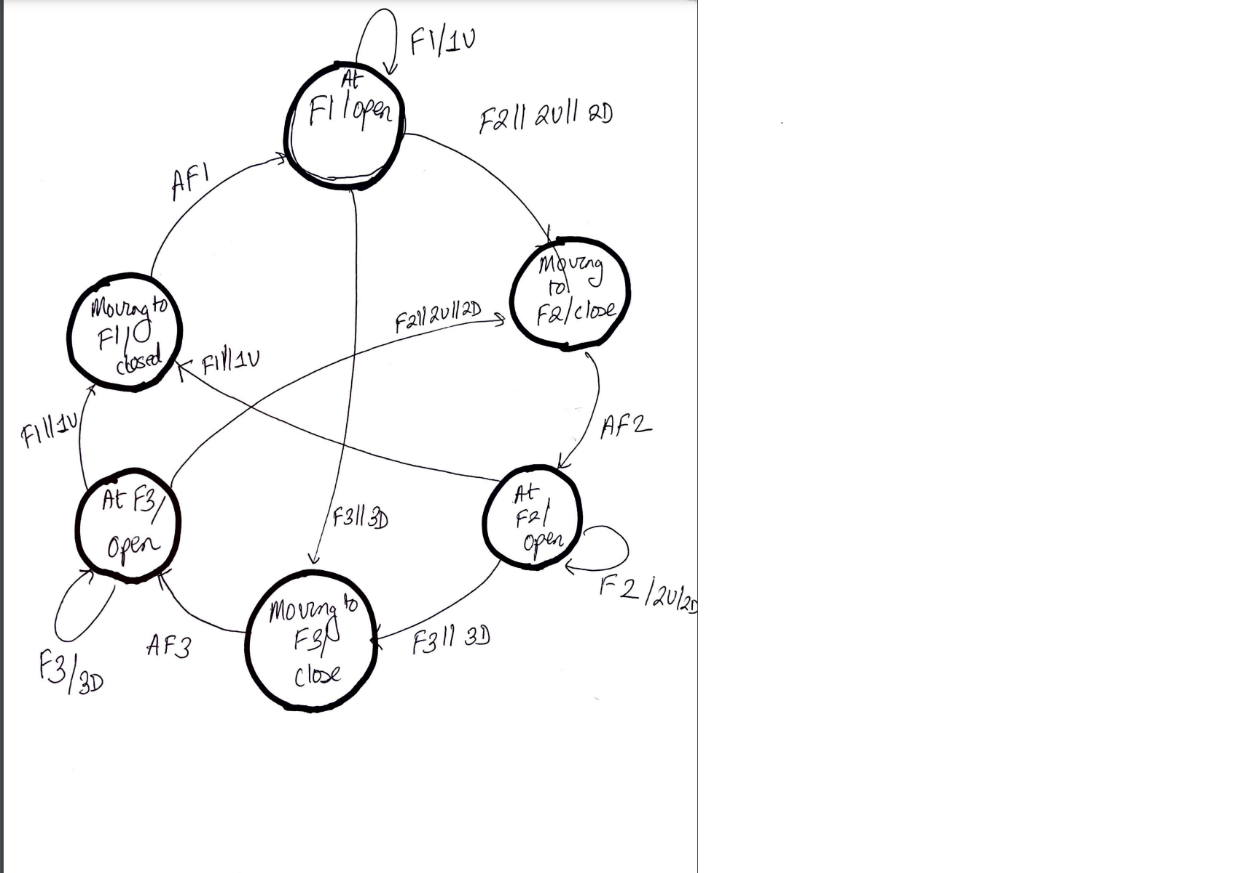 F1/1U
At
F1/open
F2|| 2U|| 2D
AF1
Moving
to
F2/close
Moving to
F1/
closed
F2||2U||2D
F1||1U
F1||1U
AF2
At F3/
open
At
F2/
open
F3||3D
F2/2U/2D
Moving to
F3/
close
F3|| 3D
AF3
F3/3D